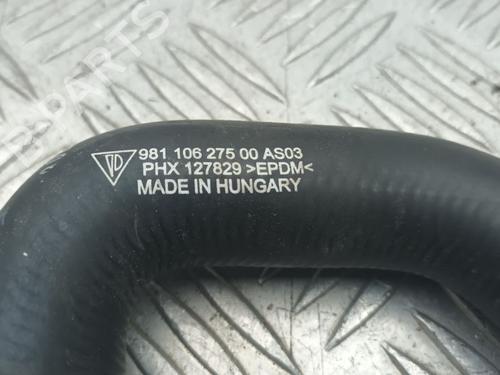 981 106 275 00 AS03
PHX 127829 >EPDM<
MADE IN HUNGARY